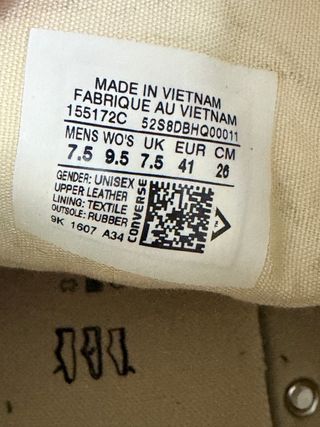 MADE IN VIETNAM
FABRIQUE AU VIETNAM
155172C 52S8DBHQ00011
MENS WO'S UK EUR CM
7.5 9.5 7.5 41 26
GENDER: UNISEX
UPPER: LEATHER
LINING: TEXTILE
OUTSOLE: RUBBER
9K 1607 A34
CONVERSE